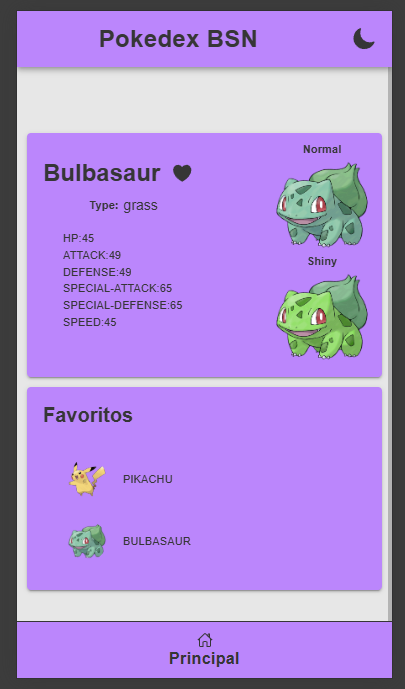 Pokedex BSN
Bulbasaur
Type: grass
HP:45
ATTACK:49
DEFENSE:49
SPECIAL-ATTACK:65
SPECIAL-DEFENSE:65
SPEED:45
Normal
Shiny
Favoritos
PIKACHU
BULBASAUR
Principal